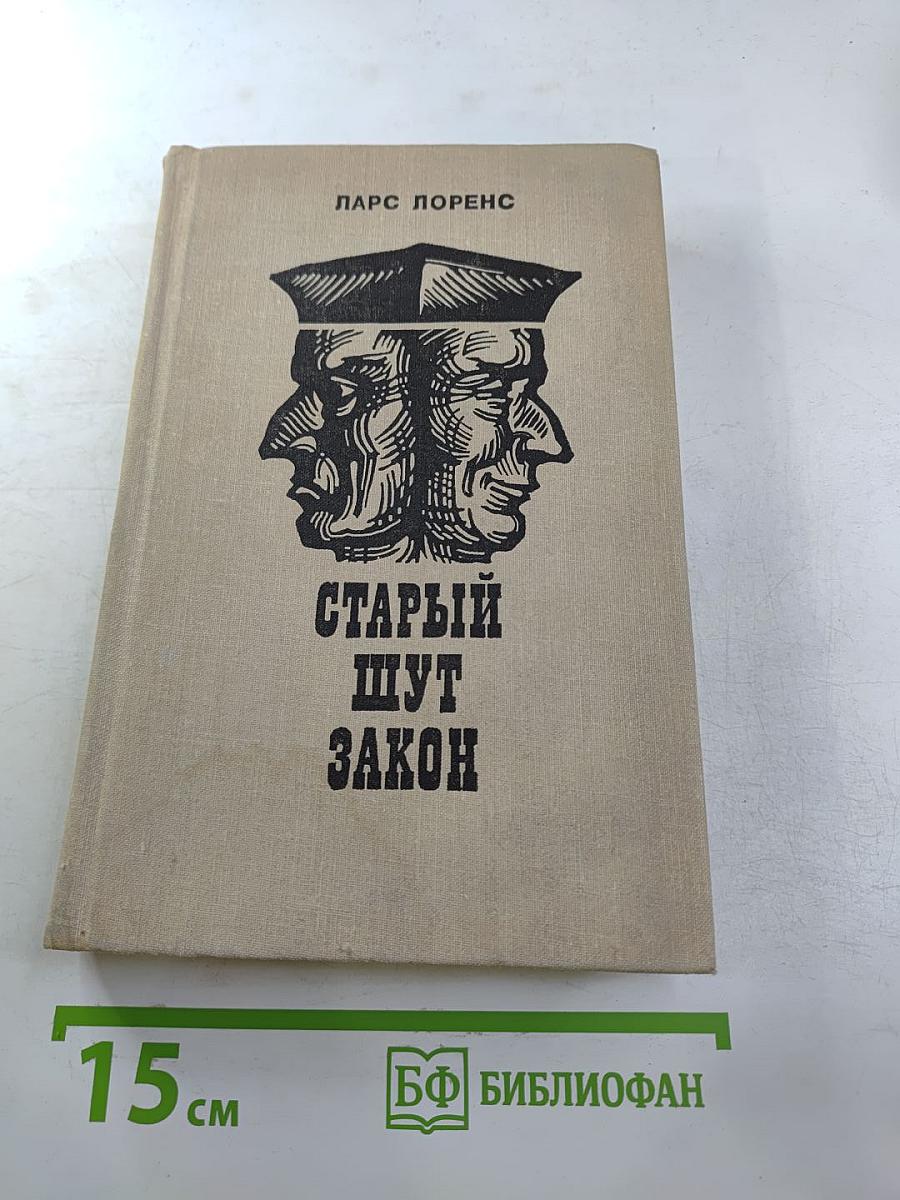 ЛАРС ЛОРЕНС
СТАРЫЙ
ШУТ
ЗАКОН
15 см
БФ БИБЛИОФАН